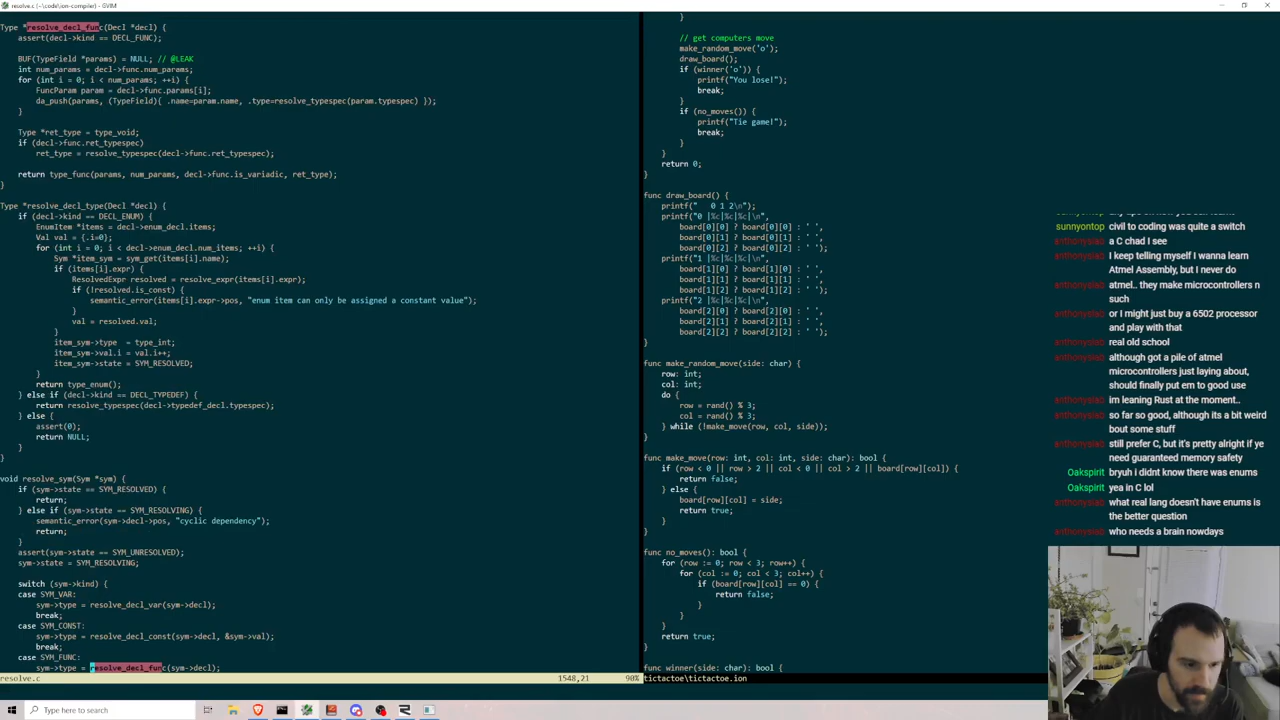 resolve.c (~\code\ion-compiler) - GVIM
Type *resolve_decl_func(Decl *decl) {
    assert(decl->kind == DECL_FUNC);
    BUF(TypeField *params) = NULL; // @LEAK
    int num_params = decl->func.num_params;
    for (int i = 0; i < num_params; ++i) {
        FuncParam param = decl->func.params[i];
        da_push(params, (TypeField){ .name=param.name, .type=resolve_typespec(param.typespec) });
    }
    Type *ret_type = type_void;
    if (decl->func.ret_typespec)
        ret_type = resolve_typespec(decl->func.ret_typespec);
    return type_func(params, num_params, decl->func.is_variadic, ret_type);
}
Type *resolve_decl_type(Decl *decl) {
    if (decl->kind == DECL_ENUM) {
        EnumItem *items = decl->enum_decl.items;
        Val val = {.i=0};
        for (int i = 0; i < decl->enum_decl.num_items; ++i) {
            Sym *item_sym = sym_get(items[i].name);
            if (items[i].expr) {
                ResolvedExpr resolved = resolve_expr(items[i].expr);
                if (!resolved.is_const) {
                    semantic_error(items[i].expr->pos, "enum item can only be assigned a constant value");
                }
                val = resolved.val;
            }
            item_sym->type  = type_int;
            item_sym->val.i = val.i++;
            item_sym->state = SYM_RESOLVED;
        }
        return type_enum();
    } else if (decl->kind == DECL_TYPEDEF) {
        return resolve_typespec(decl->typedef_decl.typespec);
    } else {
        assert(0);
        return NULL;
    }
}
void resolve_sym(Sym *sym) {
    if (sym->state == SYM_RESOLVED) {
        return;
    } else if (sym->state == SYM_RESOLVING) {
        semantic_error(sym->decl->pos, "cyclic dependency");
        return;
    }
    assert(sym->state == SYM_UNRESOLVED);
    sym->state = SYM_RESOLVING;
    switch (sym->kind) {
    case SYM_VAR:
        sym->type = resolve_decl_var(sym->decl);
        break;
    case SYM_CONST:
        sym->type = resolve_decl_const(sym->decl, &sym->val);
        break;
    case SYM_FUNC:
        sym->type = resolve_decl_func(sym->decl);
resolve.c 1548,21 90%
        }
        // get computers move
        make_random_move('o');
        draw_board();
        if (winner('o')) {
            printf("You lose!");
            break;
        }
        if (no_moves()) {
            printf("Tie game!");
            break;
        }
    }
    return 0;
}
func draw_board() {
    printf("   0 1 2\n");
    printf("0 |%c|%c|%c|\n",
        board[0][0] ? board[0][0] : ' ',
        board[0][1] ? board[0][1] : ' ',
        board[0][2] ? board[0][2] : ' ');
    printf("1 |%c|%c|%c|\n",
        board[1][0] ? board[1][0] : ' ',
        board[1][1] ? board[1][1] : ' ',
        board[1][2] ? board[1][2] : ' ');
    printf("2 |%c|%c|%c|\n",
        board[2][0] ? board[2][0] : ' ',
        board[2][1] ? board[2][1] : ' ',
        board[2][2] ? board[2][2] : ' ');
}
func make_random_move(side: char) {
    row: int;
    col: int;
    do {
        row = rand() % 3;
        col = rand() % 3;
    } while (!make_move(row, col, side));
}
func make_move(row: int, col: int, side: char): bool {
    if (row < 0 || row > 2 || col < 0 || col > 2 || board[row][col]) {
        return false;
    } else {
        board[row][col] = side;
        return true;
    }
}
func no_moves(): bool {
    for (row := 0; row < 3; row++) {
        for (col := 0; col < 3; col++) {
            if (board[row][col] == 0) {
                return false;
            }
        }
    }
    return true;
}
func winner(side: char): bool {
tictactoe\tictactoe.ion
sunnyontop civil to coding was quite a switch
anthonyslab a C chad I see
anthonyslab I keep telling myself I wanna learn
Atmel Assembly, but I never do
anthonyslab atmel.. they make microcontrollers n
such
anthonyslab or I might just buy a 6502 processor
and play with that
anthonyslab real old school
anthonyslab although got a pile of atmel
microcontrollers just laying about,
should finally put em to good use
anthonyslab im leaning Rust at the moment..
anthonyslab so far so good, although its a bit weird
bout some stuff
anthonyslab still prefer C, but it's pretty alright if ye
need guaranteed memory safety
Oakspirit bryuh i didnt know there was enums
Oakspirit yea in C lol
anthonyslab what real lang doesn't have enums is
the better question
anthonyslab who needs a brain nowdays
Type here to search